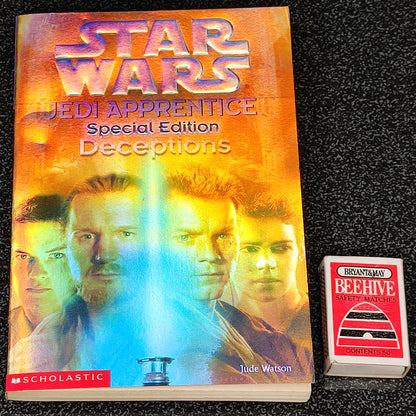 STAR
WARS
JEDI APPRENTICE
Special Edition
Deceptions
Jude Watson
SCHOLASTIC
BRYANT&MAY
BEEHIVE
SAFETY MATCHES
CONTENTS 50